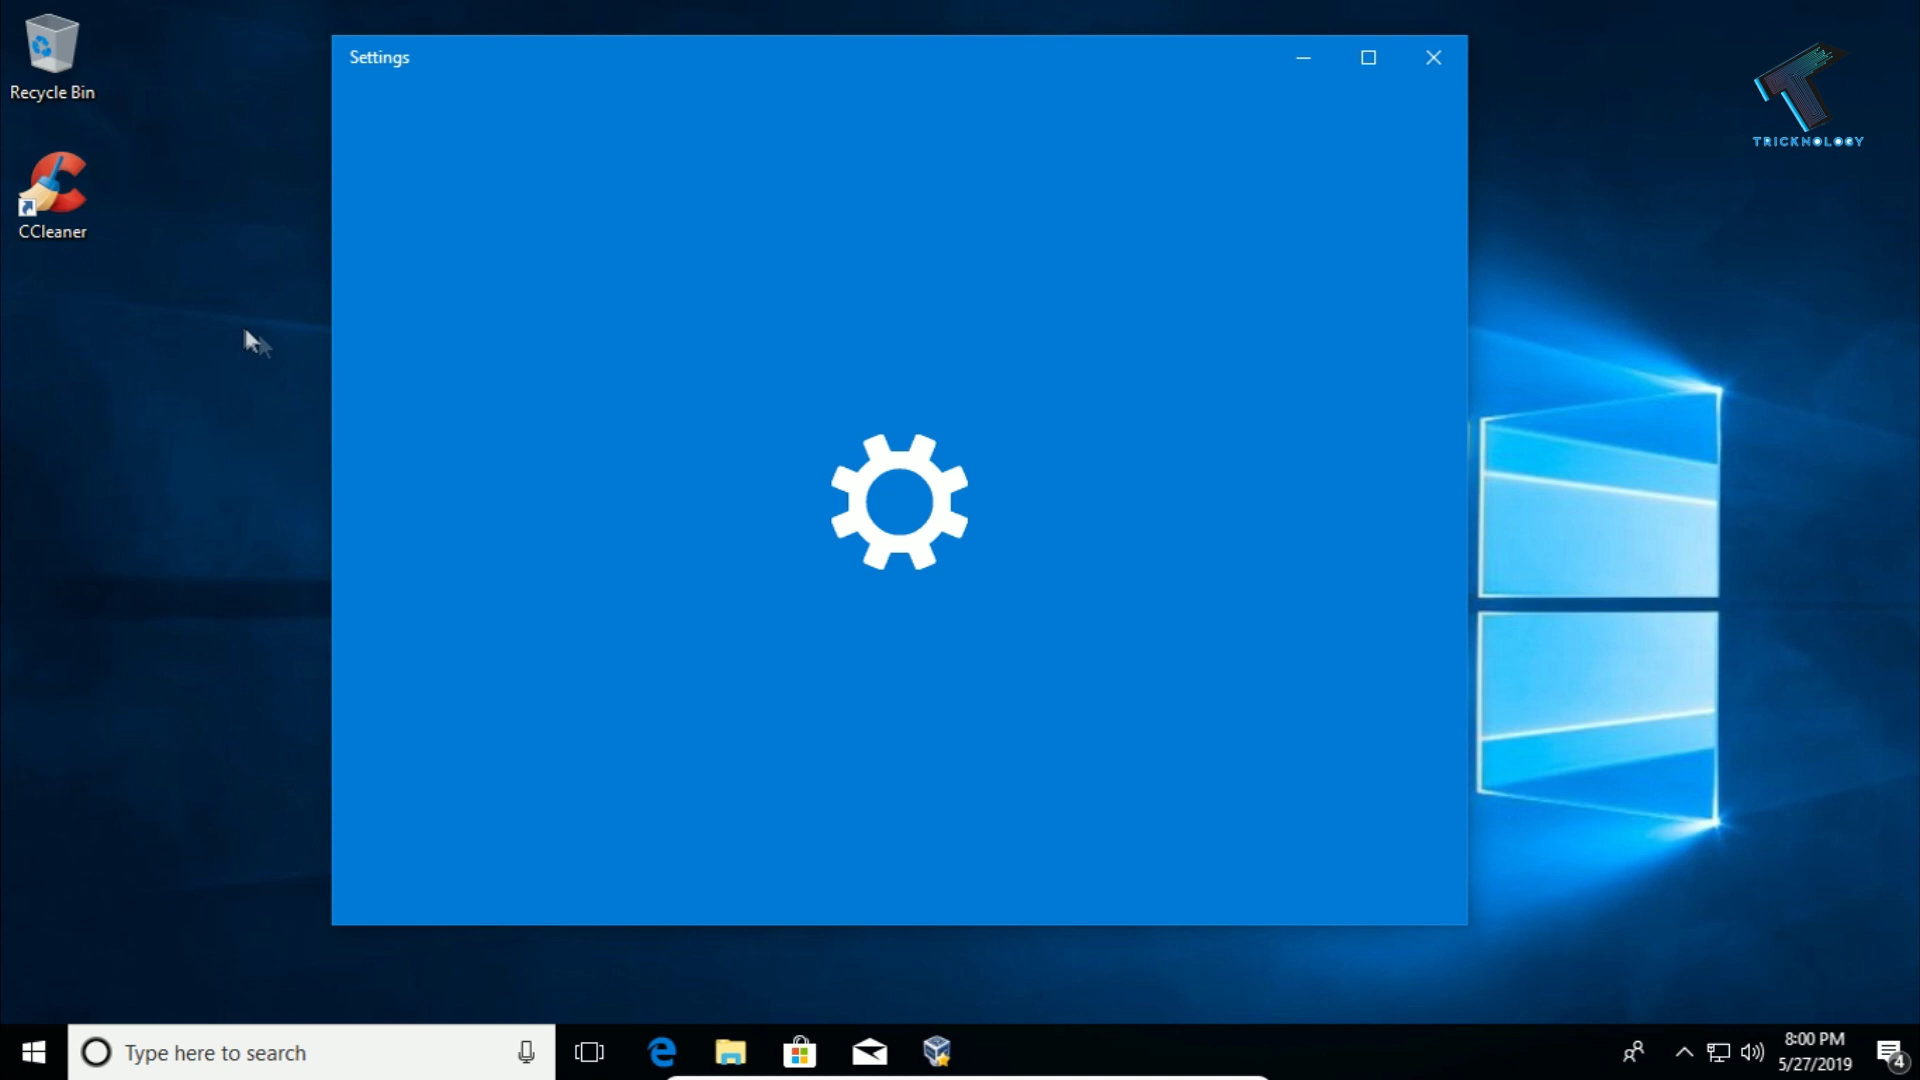 Settings
Recycle Bin
TRICKNOLOGY
CCleaner
Type here to search
8:00 PM
5/27/2019
4